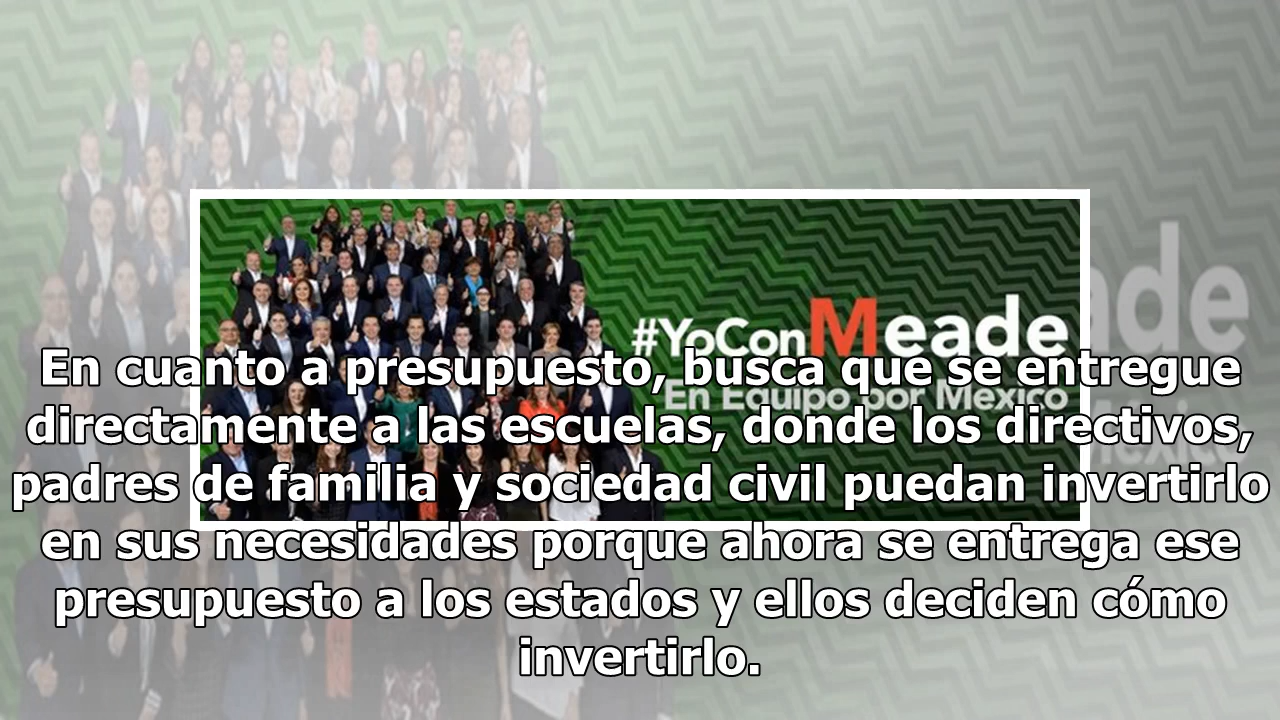 #YoConMeade
En Equipo por México
ade
México
En cuanto a presupuesto, busca que se entregue
directamente a las escuelas, donde los directivos,
padres de familia y sociedad civil puedan invertirlo
en sus necesidades porque ahora se entrega ese
presupuesto a los estados y ellos deciden cómo
invertirlo.